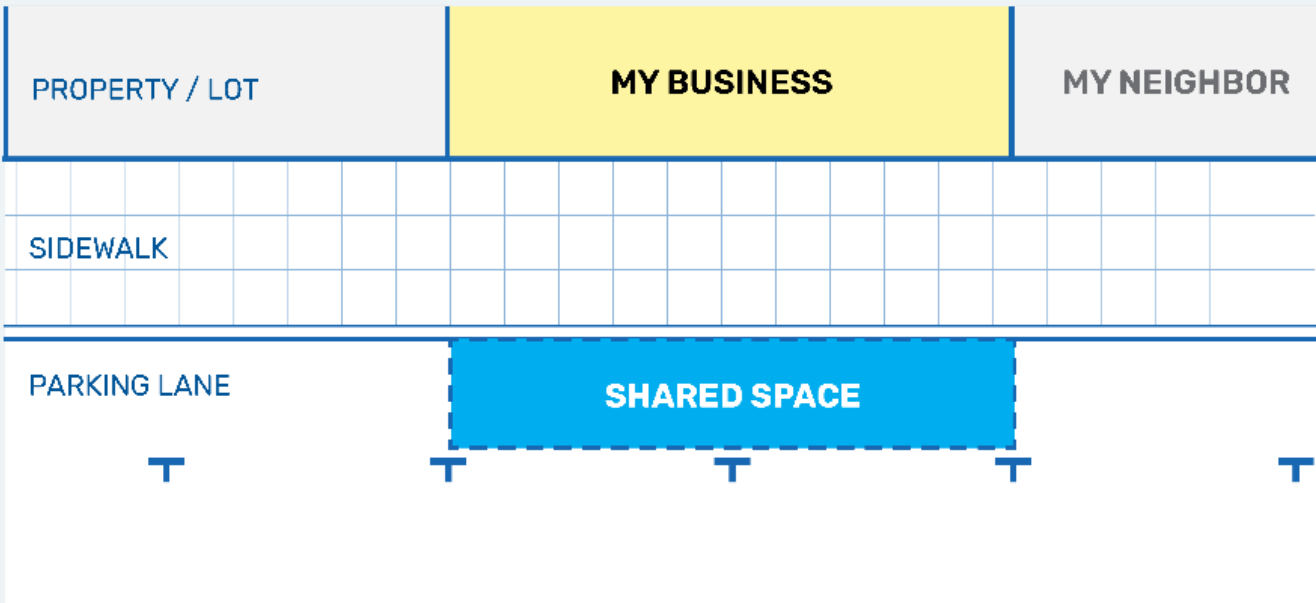 PROPERTY / LOT
MY BUSINESS
MY NEIGHBOR
SIDEWALK
PARKING LANE
SHARED SPACE